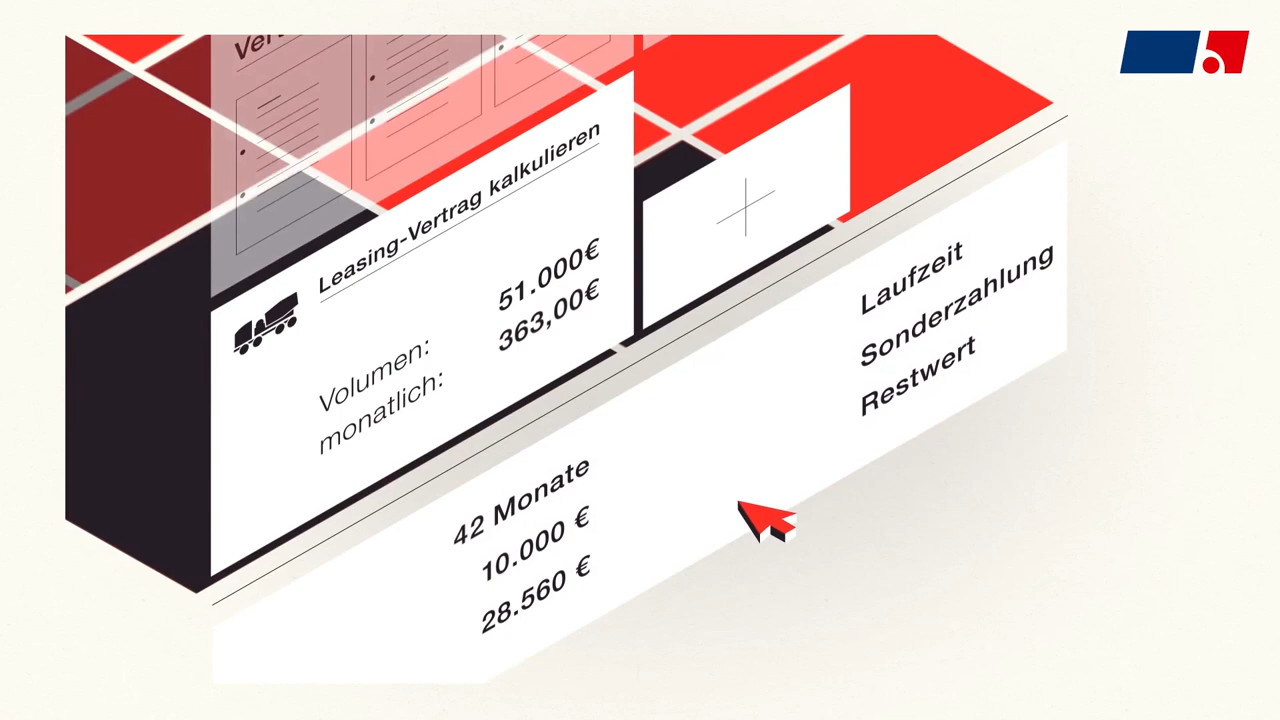 Leasing-Vertrag kalkulieren
Volumen: 51.000€
monatlich: 363,00€
42 Monate Laufzeit
10.000 € Sonderzahlung
28.560 € Restwert